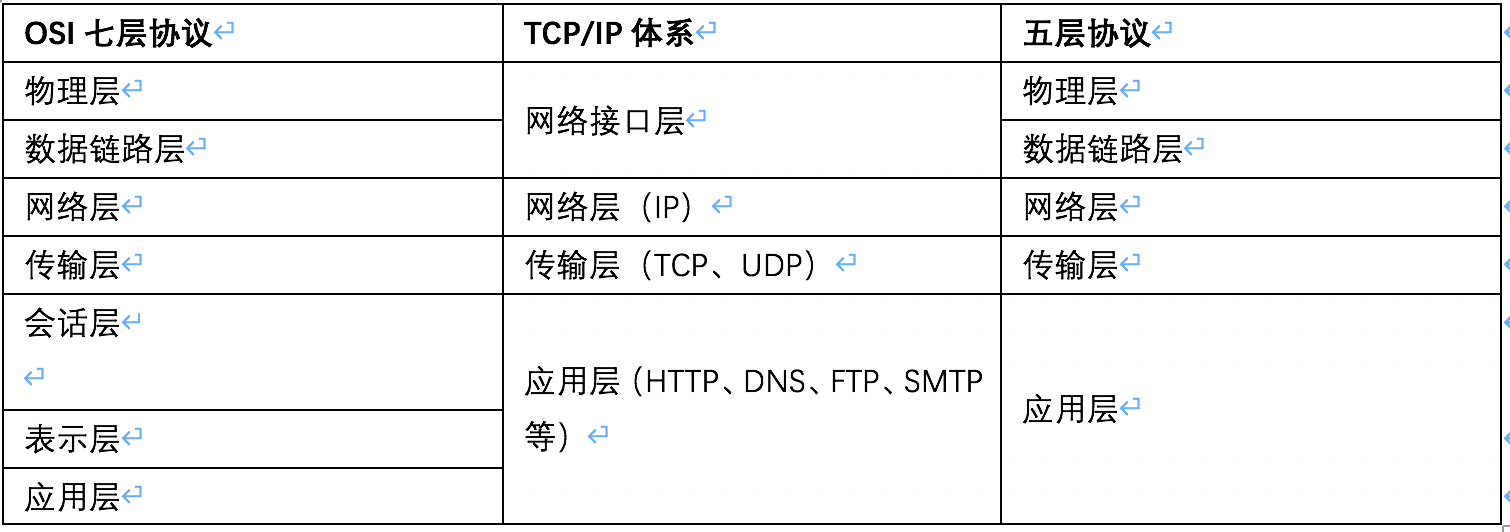 OSI 七层协议
TCP/IP 体系
五层协议
物理层
网络接口层
物理层
数据链路层
数据链路层
网络层
网络层（IP）
网络层
传输层
传输层（TCP、UDP）
传输层
会话层
应用层（HTTP、DNS、FTP、SMTP
等）
应用层
表示层
应用层